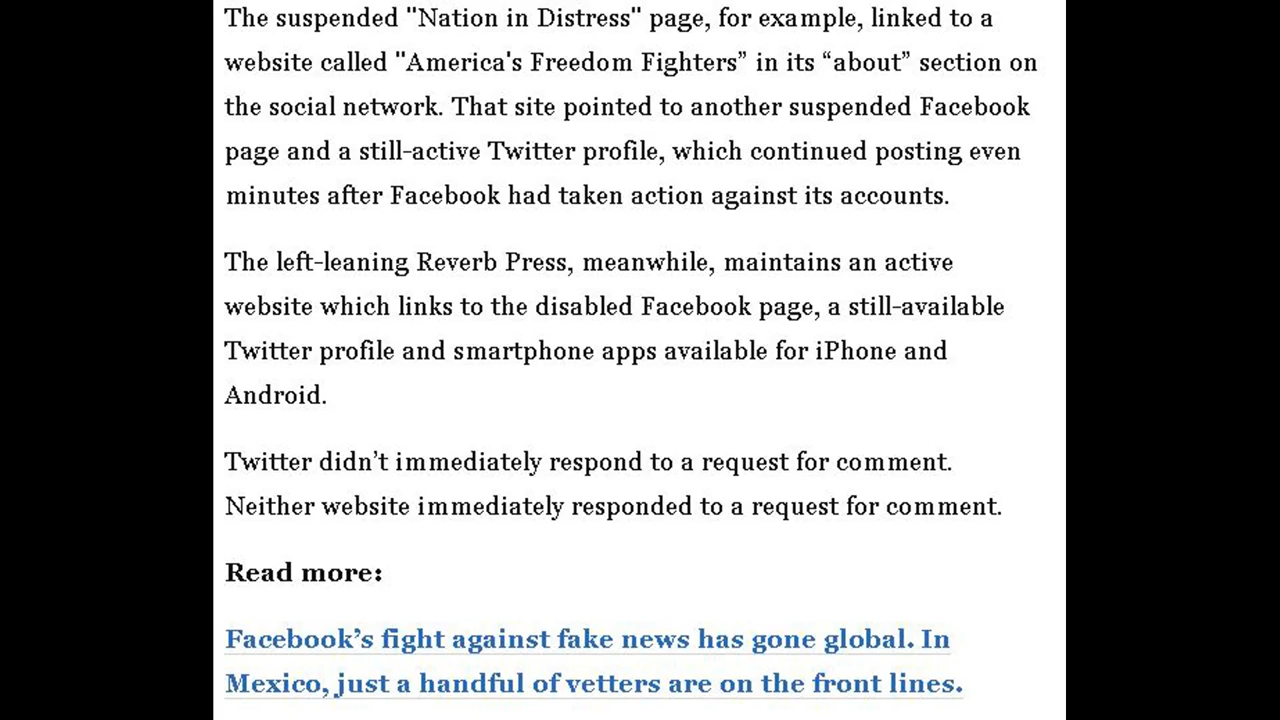 The suspended "Nation in Distress" page, for example, linked to a
website called "America's Freedom Fighters” in its “about” section on
the social network. That site pointed to another suspended Facebook
page and a still-active Twitter profile, which continued posting even
minutes after Facebook had taken action against its accounts.
The left-leaning Reverb Press, meanwhile, maintains an active
website which links to the disabled Facebook page, a still-available
Twitter profile and smartphone apps available for iPhone and
Android.
Twitter didn’t immediately respond to a request for comment.
Neither website immediately responded to a request for comment.
Read more:
Facebook’s fight against fake news has gone global. In
Mexico, just a handful of vetters are on the front lines.